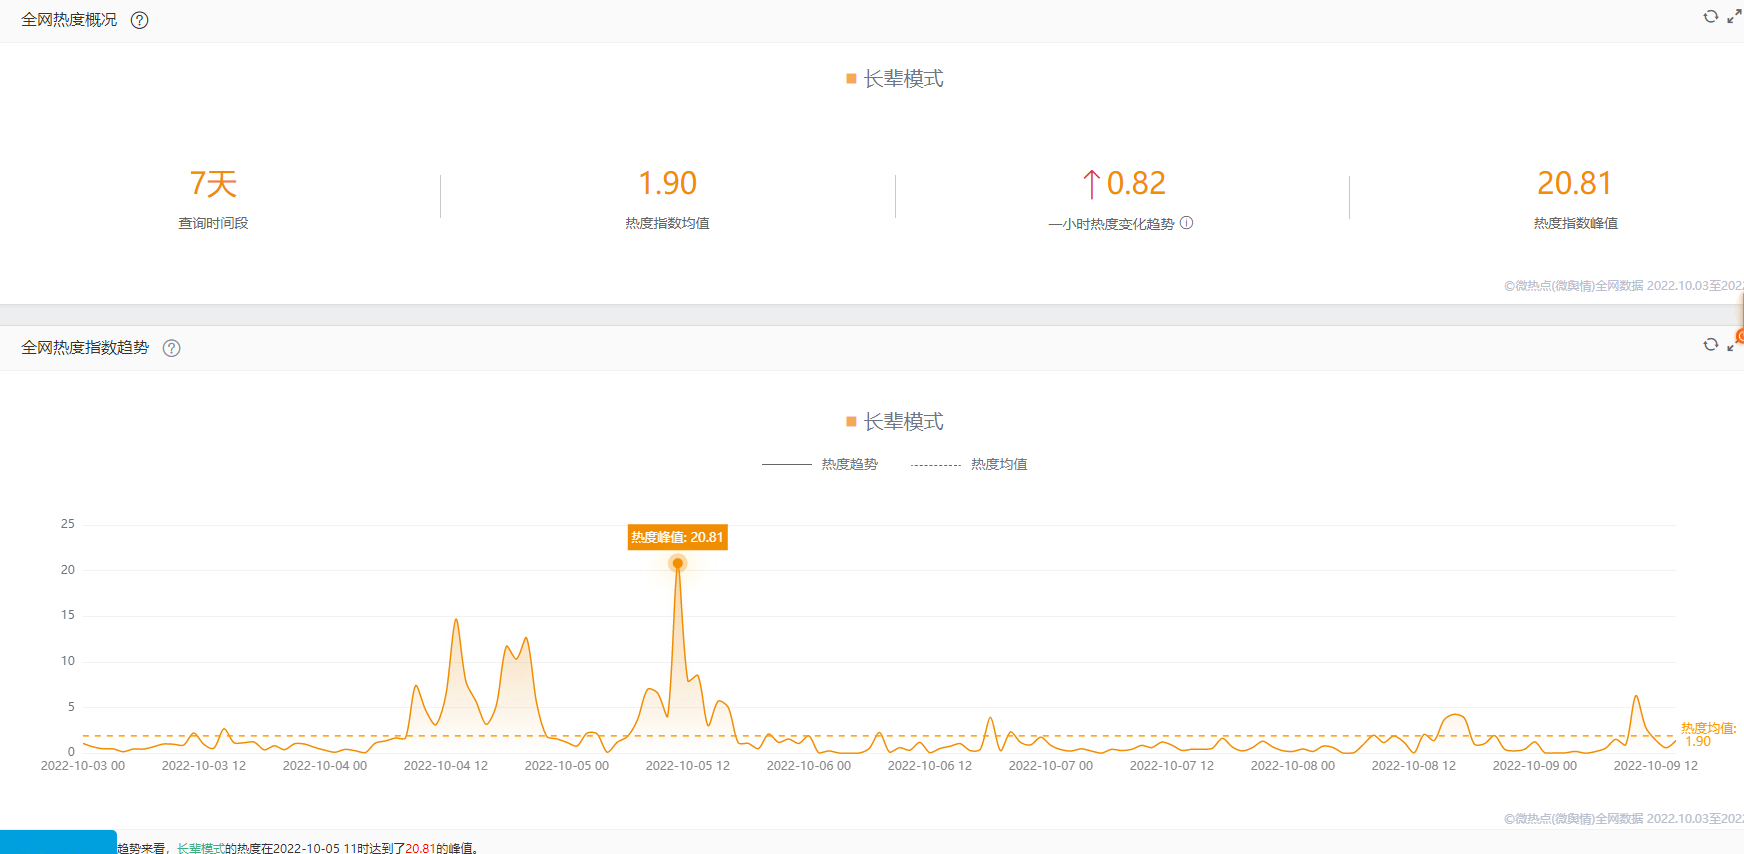 全网热度概况 ?
长辈模式
7天
查询时间段
1.90
热度指数均值
↑0.82
一小时热度变化趋势
20.81
热度指数峰值
©微热点(微舆情)全网数据 2022.10.03至202
全网热度指数趋势 ?
长辈模式
热度趋势 热度均值
25
20
15
10
5
0
热度峰值: 20.81
热度均值:
1.90
2022-10-03 00 2022-10-03 12 2022-10-04 00 2022-10-04 12 2022-10-05 00 2022-10-05 12 2022-10-06 00 2022-10-06 12 2022-10-07 00 2022-10-07 12 2022-10-08 00 2022-10-08 12 2022-10-09 00 2022-10-09 12
©微热点(微舆情)全网数据 2022.10.03至202
趋势来看，长辈模式的热度在2022-10-05 11时达到了20.81的峰值。